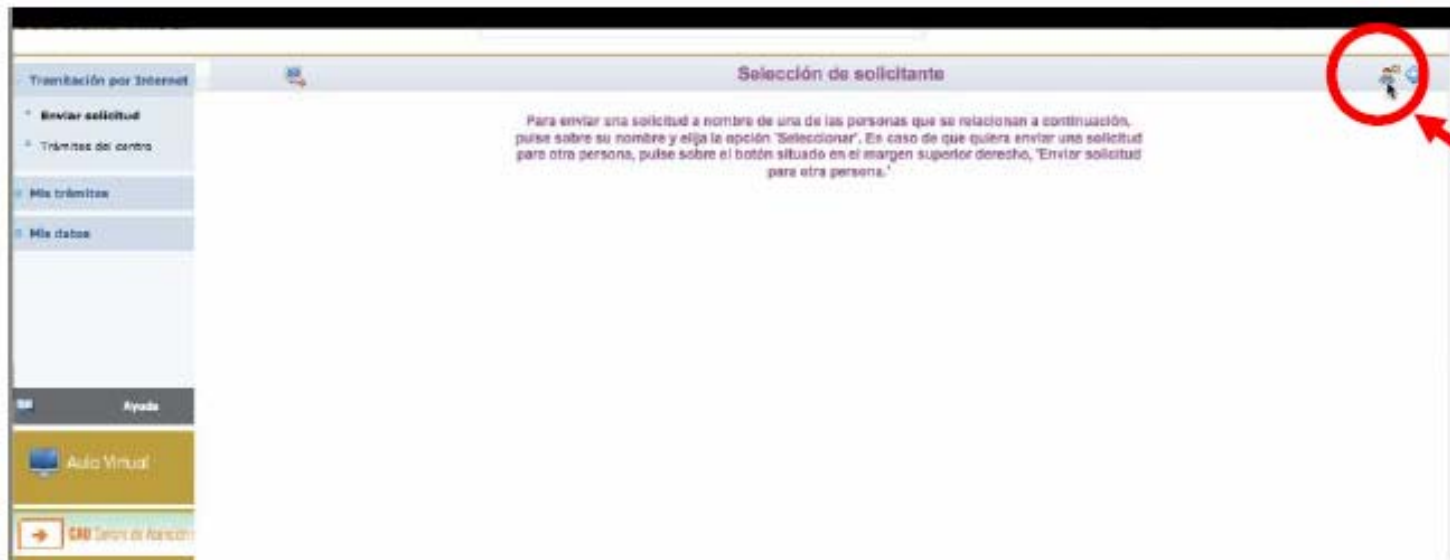 Tramitación por Internet
Enviar solicitud
Trámites del centro
Mis trámites
Mis datos
Ayuda
Aula Virtual
CAU Centro de Atención
Selección de solicitante
Para enviar una solicitud a nombre de una de las personas que se relacionan a continuación,
pulse sobre su nombre y elija la opción 'Seleccionar'. En caso de que quiera enviar una solicitud
para otra persona, pulse sobre el botón situado en el margen superior derecho, 'Enviar solicitud
para otra persona.'